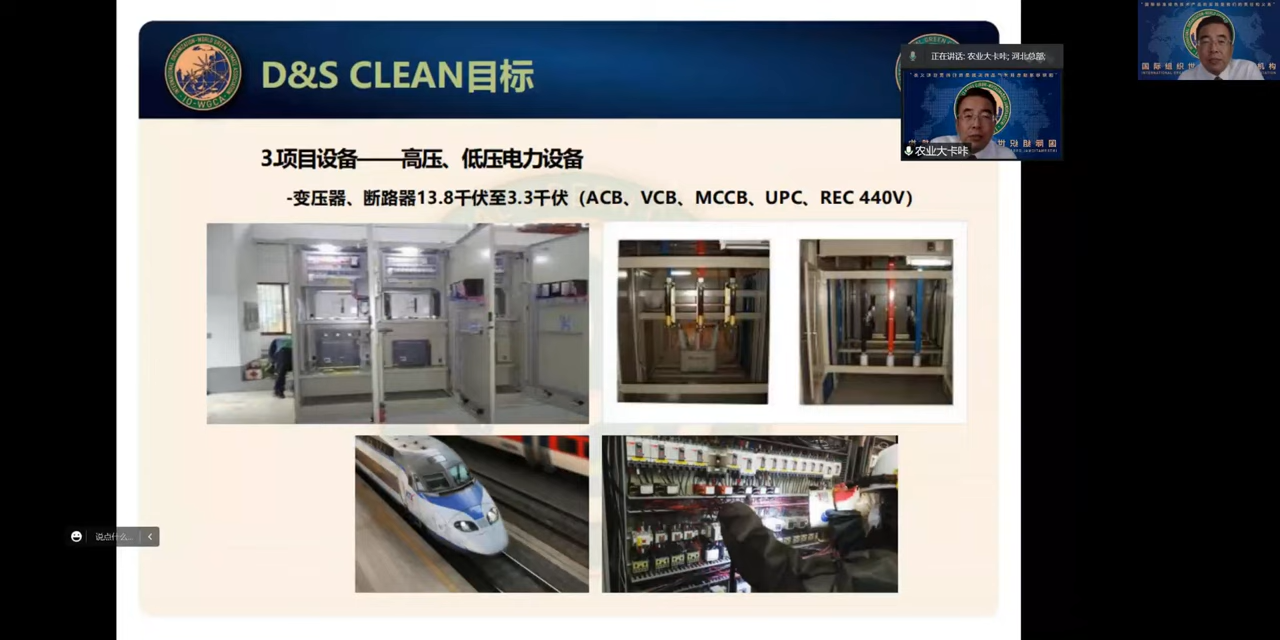 D&S CLEAN目标
正在讲话: 农业大卡咔; 河北总部;
农业大卡咔
3.项目设备——高压、低压电力设备
-变压器、断路器13.8千伏至3.3千伏（ACB、VCB、MCCB、UPC、REC 440V）
说点什么...